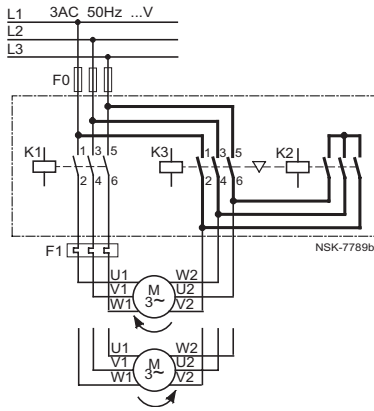 L1 3AC 50Hz ...V
L2
L3
F0
K1 1 3 5 K3 1 3 5 K2
2 4 6 2 4 6
NSK-7789b
F1
U1 W2
V1 M U2
W1 3~ V2
U1 W2
V1 M U2
W1 3~ V2